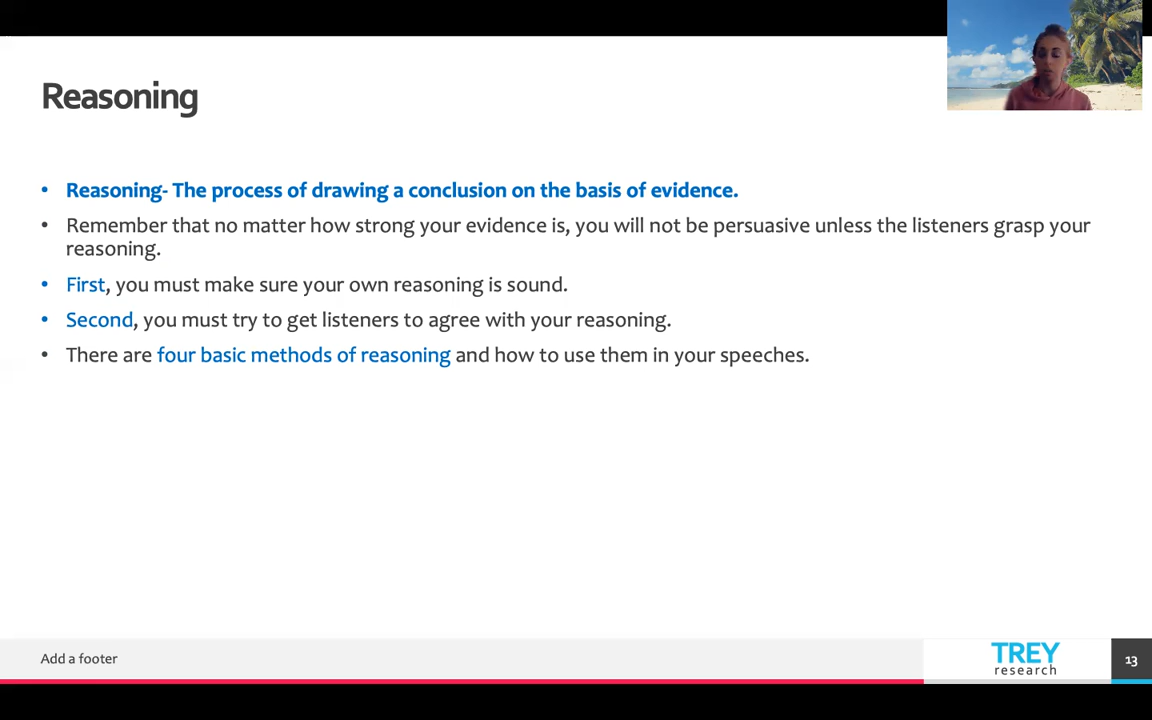 Reasoning
• Reasoning- The process of drawing a conclusion on the basis of evidence.
• Remember that no matter how strong your evidence is, you will not be persuasive unless the listeners grasp your
reasoning.
• First, you must make sure your own reasoning is sound.
• Second, you must try to get listeners to agree with your reasoning.
• There are four basic methods of reasoning and how to use them in your speeches.
Add a footer
TREY
research
13